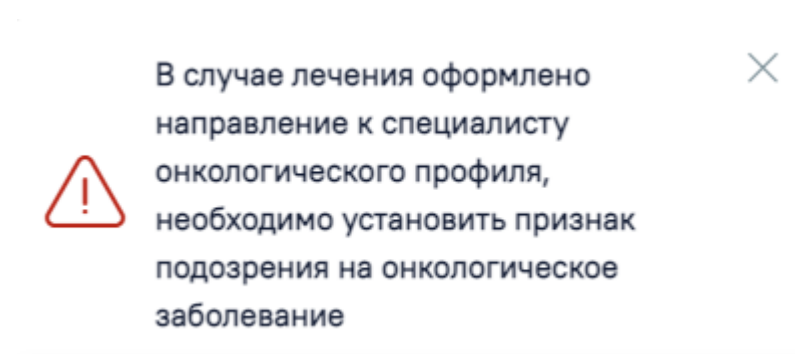 В случае лечения оформлено
направление к специалисту
онкологического профиля,
необходимо установить признак
подозрения на онкологическое
заболевание